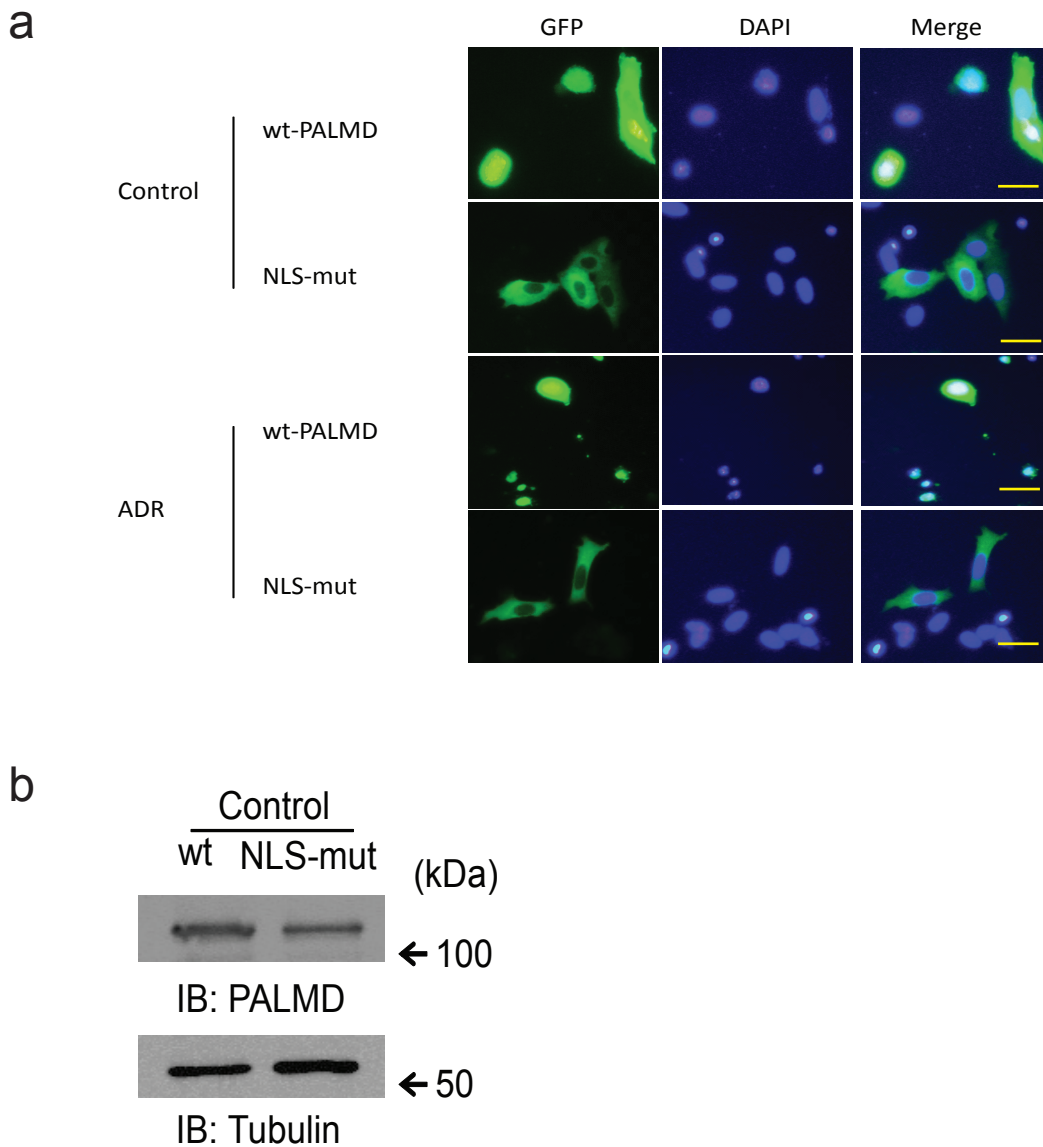 a
GFP DAPI Merge
wt-PALMD
Control
NLS-mut
wt-PALMD
ADR
NLS-mut
b
Control
wt NLS-mut
(kDa)
100
IB: PALMD
50
IB: Tubulin